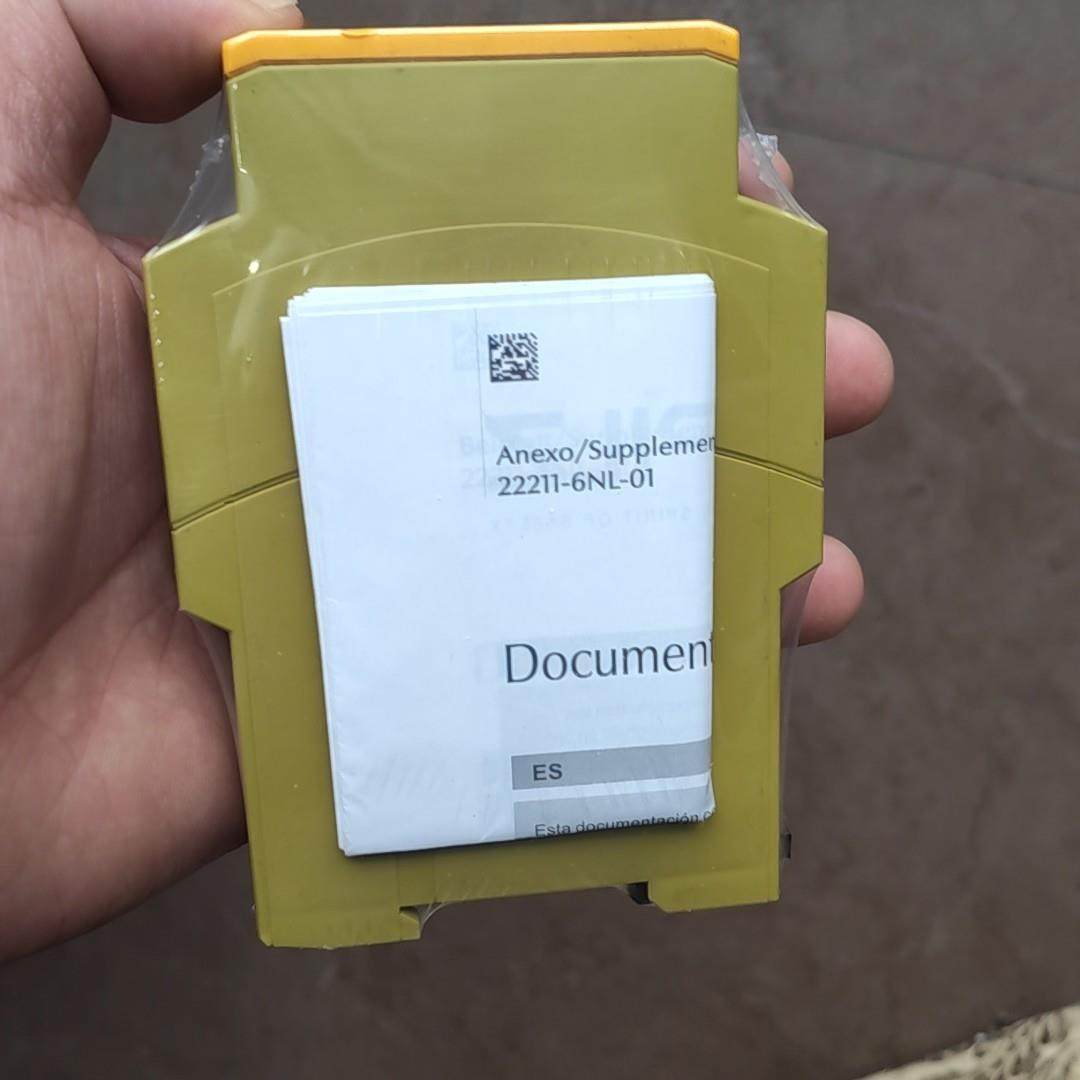 Anexo/Supplemen
22211-6NL-01
Document
ES
Esta documentación c